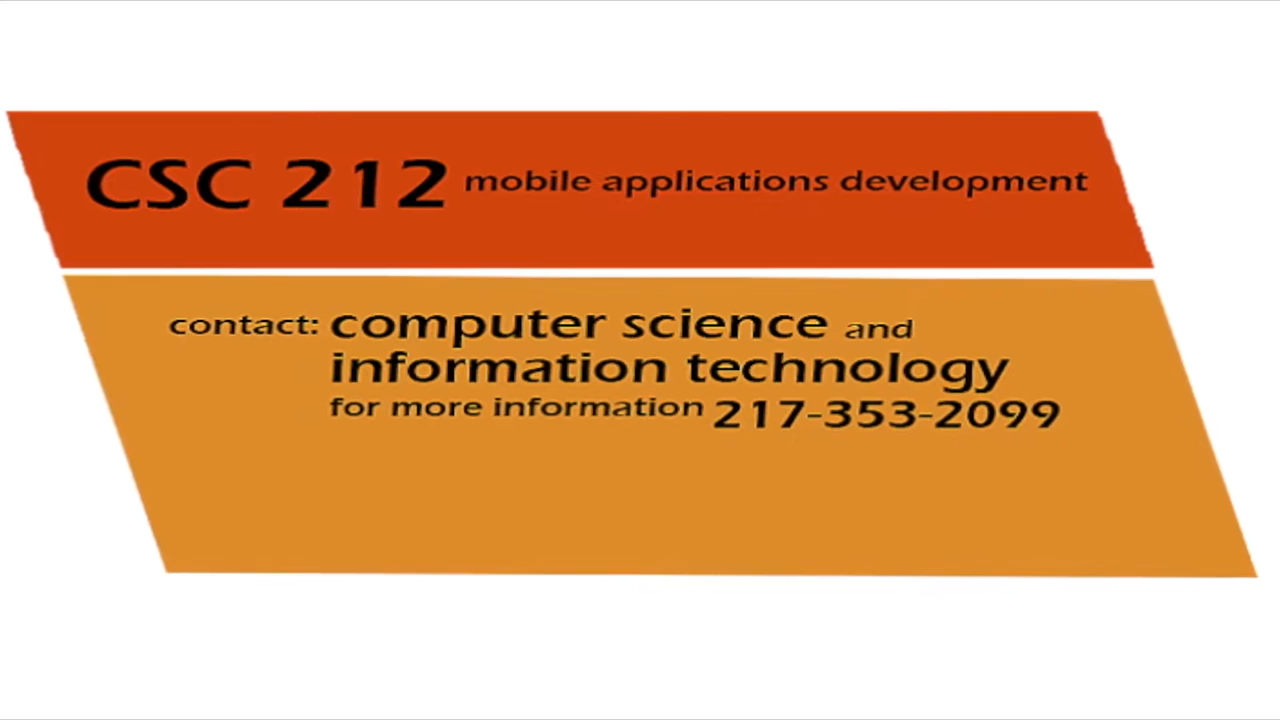 CSC 212 mobile applications development
contact: computer science and
information technology
for more information 217-353-2099